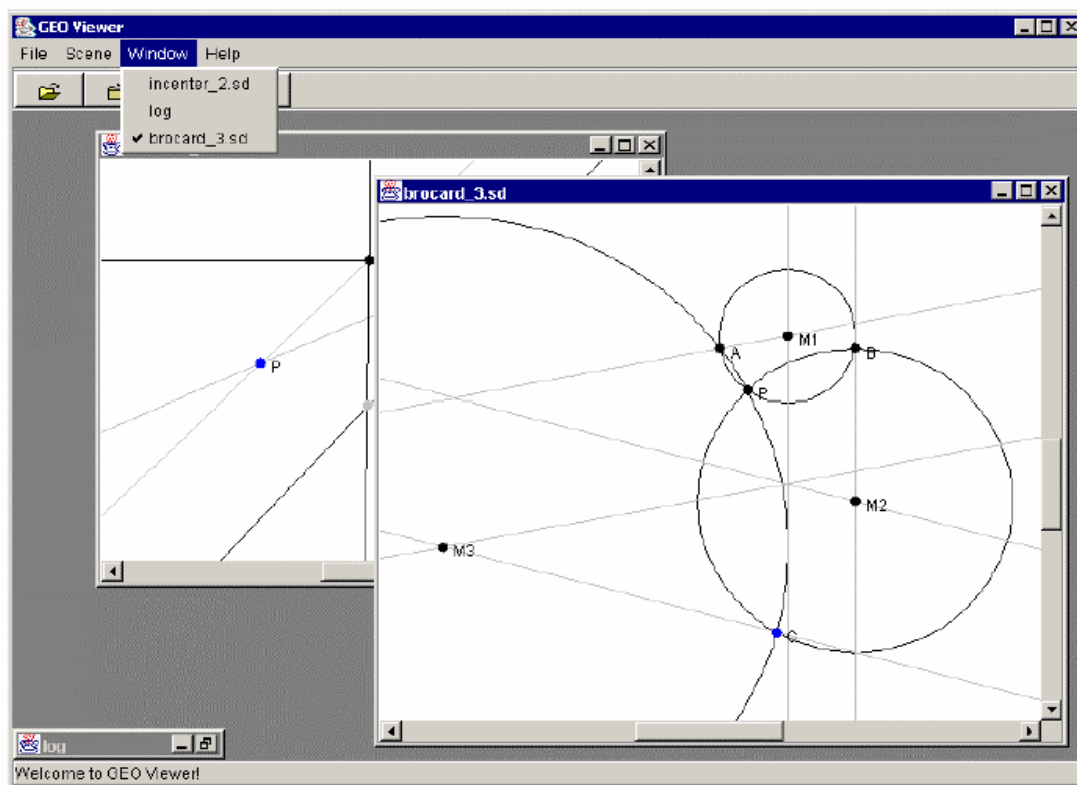 GEO Viewer
File Scene Window Help
incenter_2.sd
log
✔ brocard_3.sd
brocard_3.sd
P
A
M1
B
P
M2
M3
C
log
Welcome to GEO Viewer!